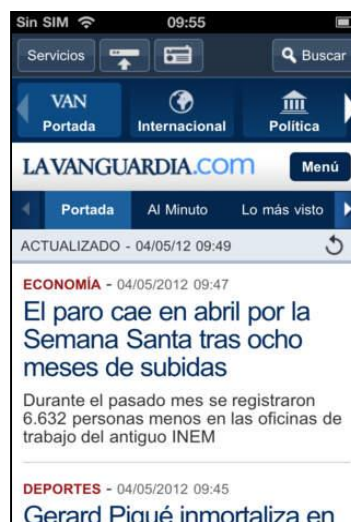 Sin SIM 09:55
Servicios Buscar
VAN
Portada Internacional Política
LAVANGUARDIA.COM Menú
Portada Al Minuto Lo más visto
ACTUALIZADO - 04/05/12 09:49
ECONOMÍA - 04/05/2012 09:47
El paro cae en abril por la
Semana Santa tras ocho
meses de subidas
Durante el pasado mes se registraron
6.632 personas menos en las oficinas de
trabajo del antiguo INEM
DEPORTES - 04/05/2012 09:45
Gerard Piqué inmortaliza en